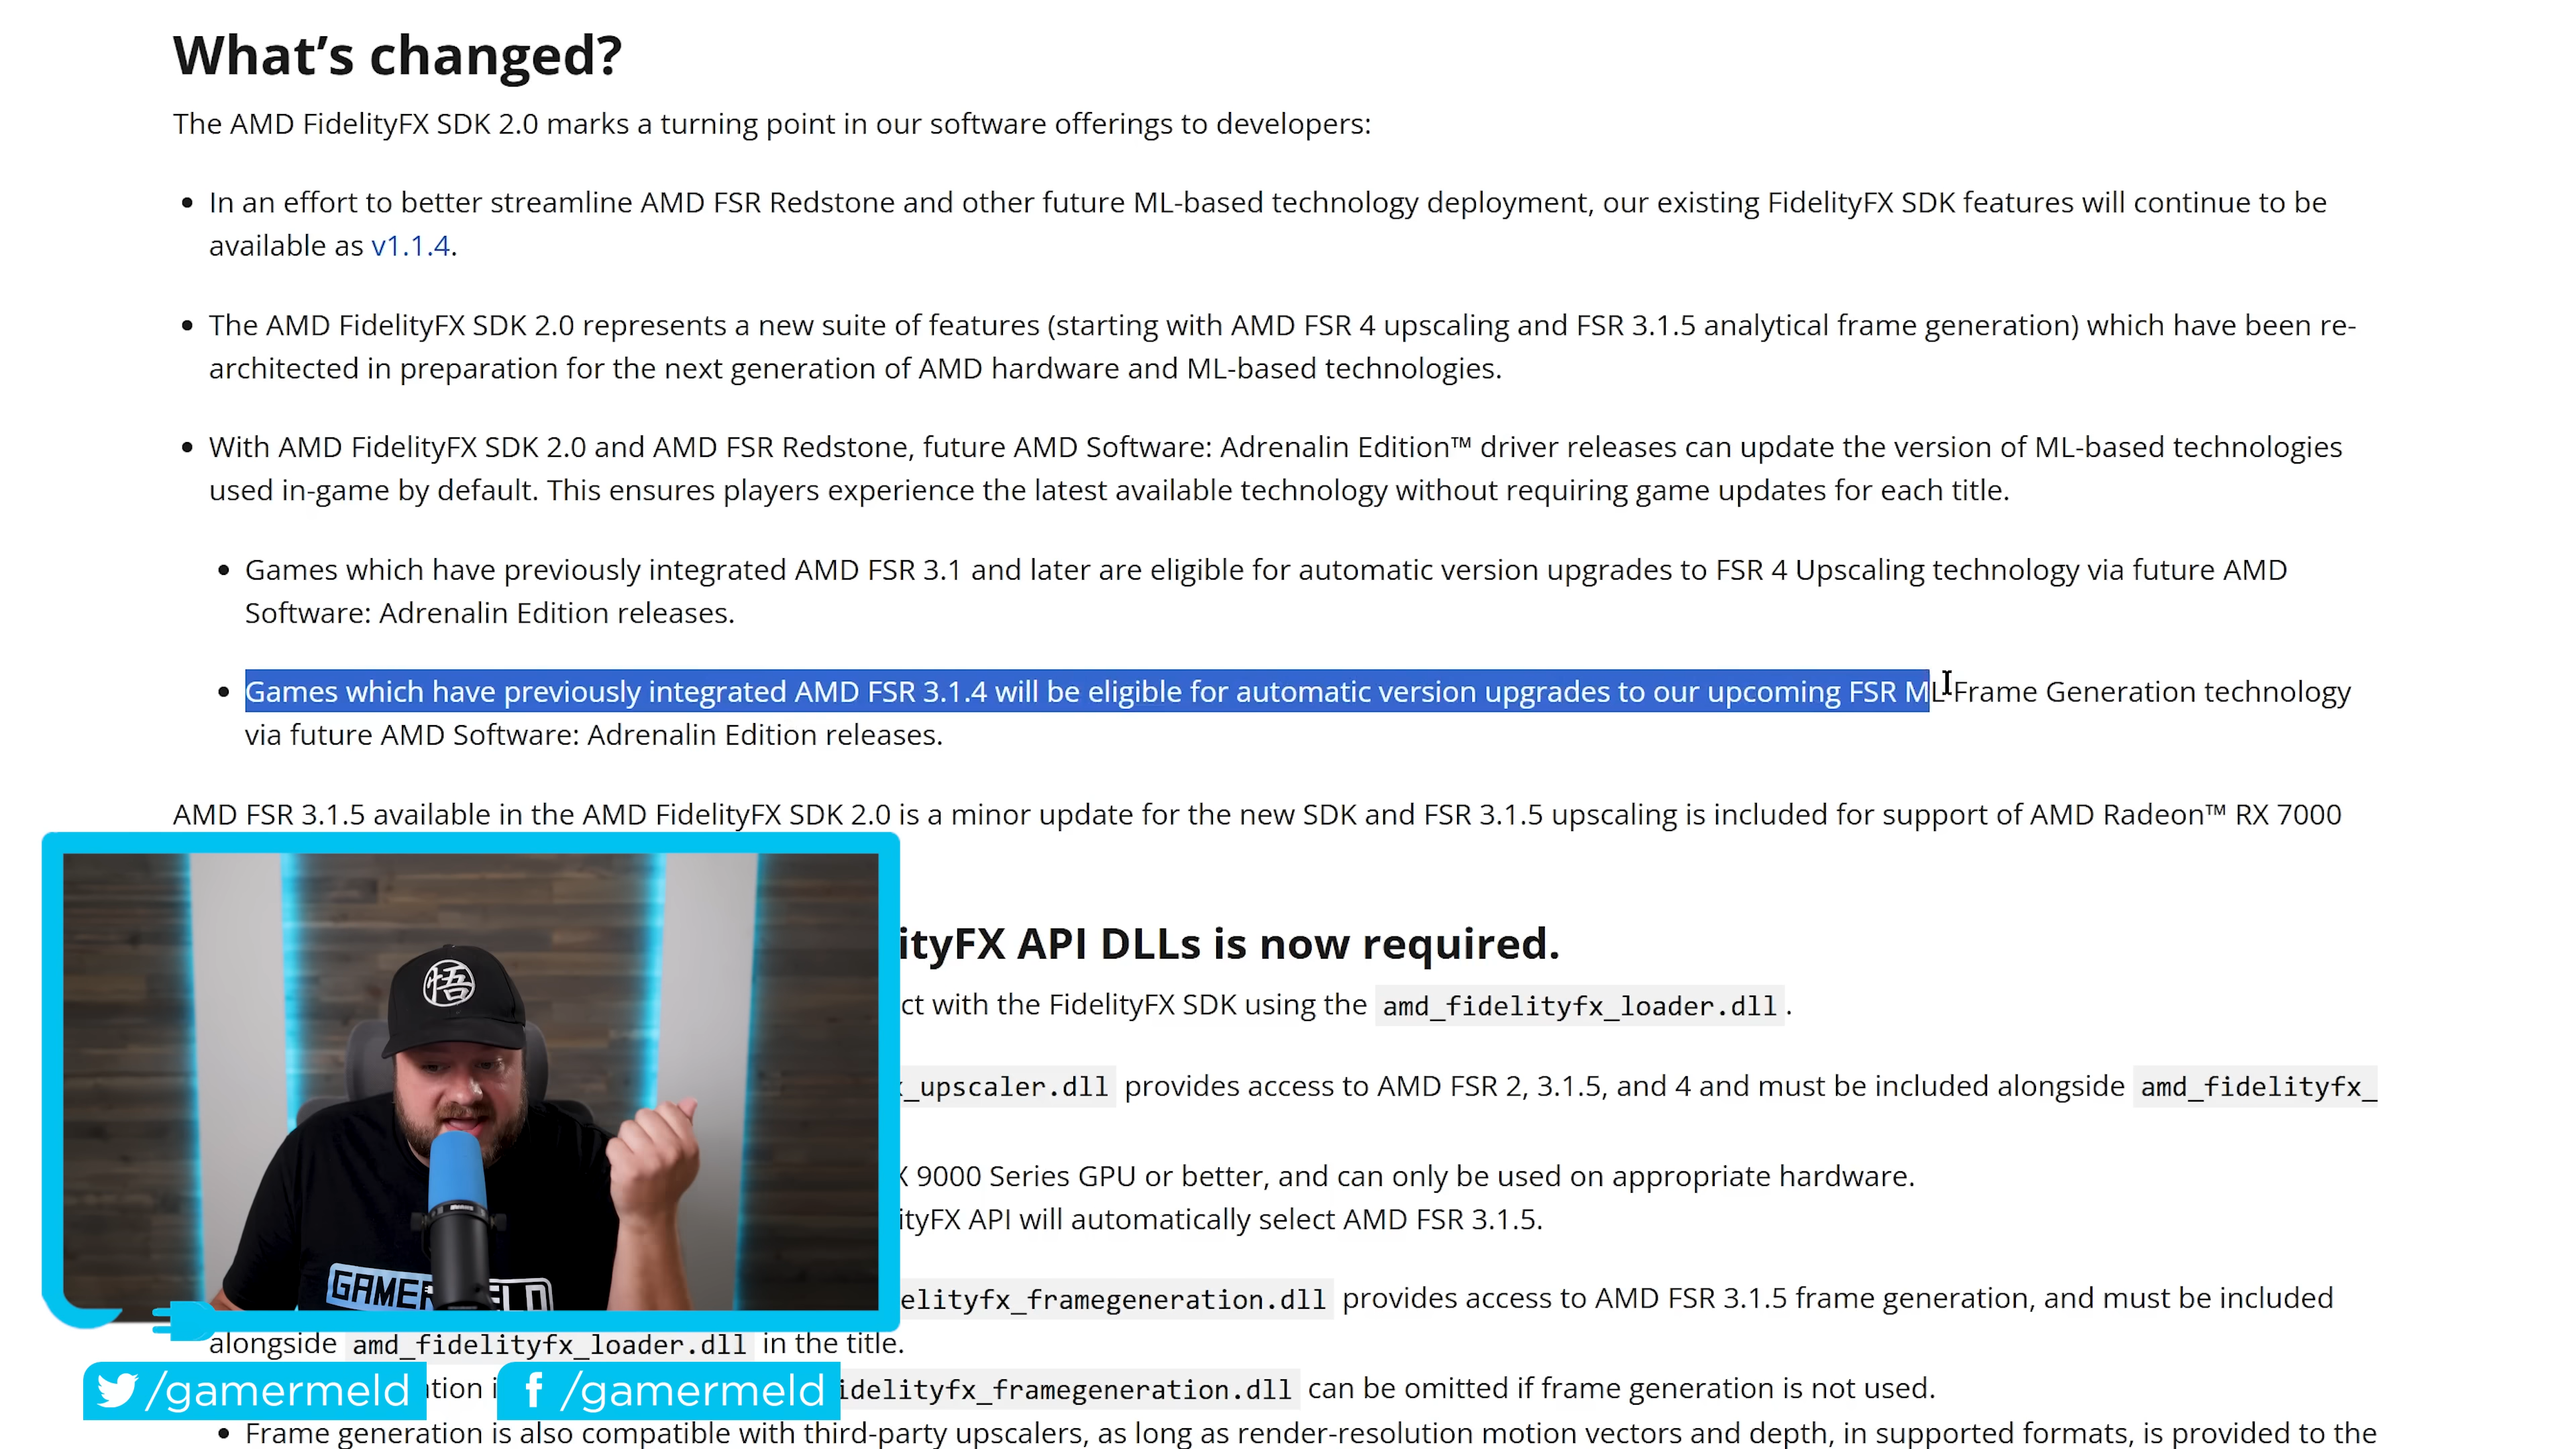 What’s changed?
The AMD FidelityFX SDK 2.0 marks a turning point in our software offerings to developers:
• In an effort to better streamline AMD FSR Redstone and other future ML-based technology deployment, our existing FidelityFX SDK features will continue to be
available as v1.1.4.
• The AMD FidelityFX SDK 2.0 represents a new suite of features (starting with AMD FSR 4 upscaling and FSR 3.1.5 analytical frame generation) which have been re-
architected in preparation for the next generation of AMD hardware and ML-based technologies.
• With AMD FidelityFX SDK 2.0 and AMD FSR Redstone, future AMD Software: Adrenalin Edition™ driver releases can update the version of ML-based technologies
used in-game by default. This ensures players experience the latest available technology without requiring game updates for each title.
• Games which have previously integrated AMD FSR 3.1 and later are eligible for automatic version upgrades to FSR 4 Upscaling technology via future AMD
Software: Adrenalin Edition releases.
• Games which have previously integrated AMD FSR 3.1.4 will be eligible for automatic version upgrades to our upcoming FSR ML Frame Generation technology
via future AMD Software: Adrenalin Edition releases.
AMD FSR 3.1.5 available in the AMD FidelityFX SDK 2.0 is a minor update for the new SDK and FSR 3.1.5 upscaling is included for support of AMD Radeon™ RX 7000
ityFX API DLLs is now required.
ct with the FidelityFX SDK using the amd_fidelityfx_loader.dll.
_upscaler.dll provides access to AMD FSR 2, 3.1.5, and 4 and must be included alongside amd_fidelityfx_
X 9000 Series GPU or better, and can only be used on appropriate hardware.
ityFX API will automatically select AMD FSR 3.1.5.
elityfx_framegeneration.dll provides access to AMD FSR 3.1.5 frame generation, and must be included
alongside amd_fidelityfx_loader.dll in the title.
idelityfx_framegeneration.dll can be omitted if frame generation is not used.
• Frame generation is also compatible with third-party upscalers, as long as render-resolution motion vectors and depth, in supported formats, is provided to the
悟
/gamermeld
/gamermeld